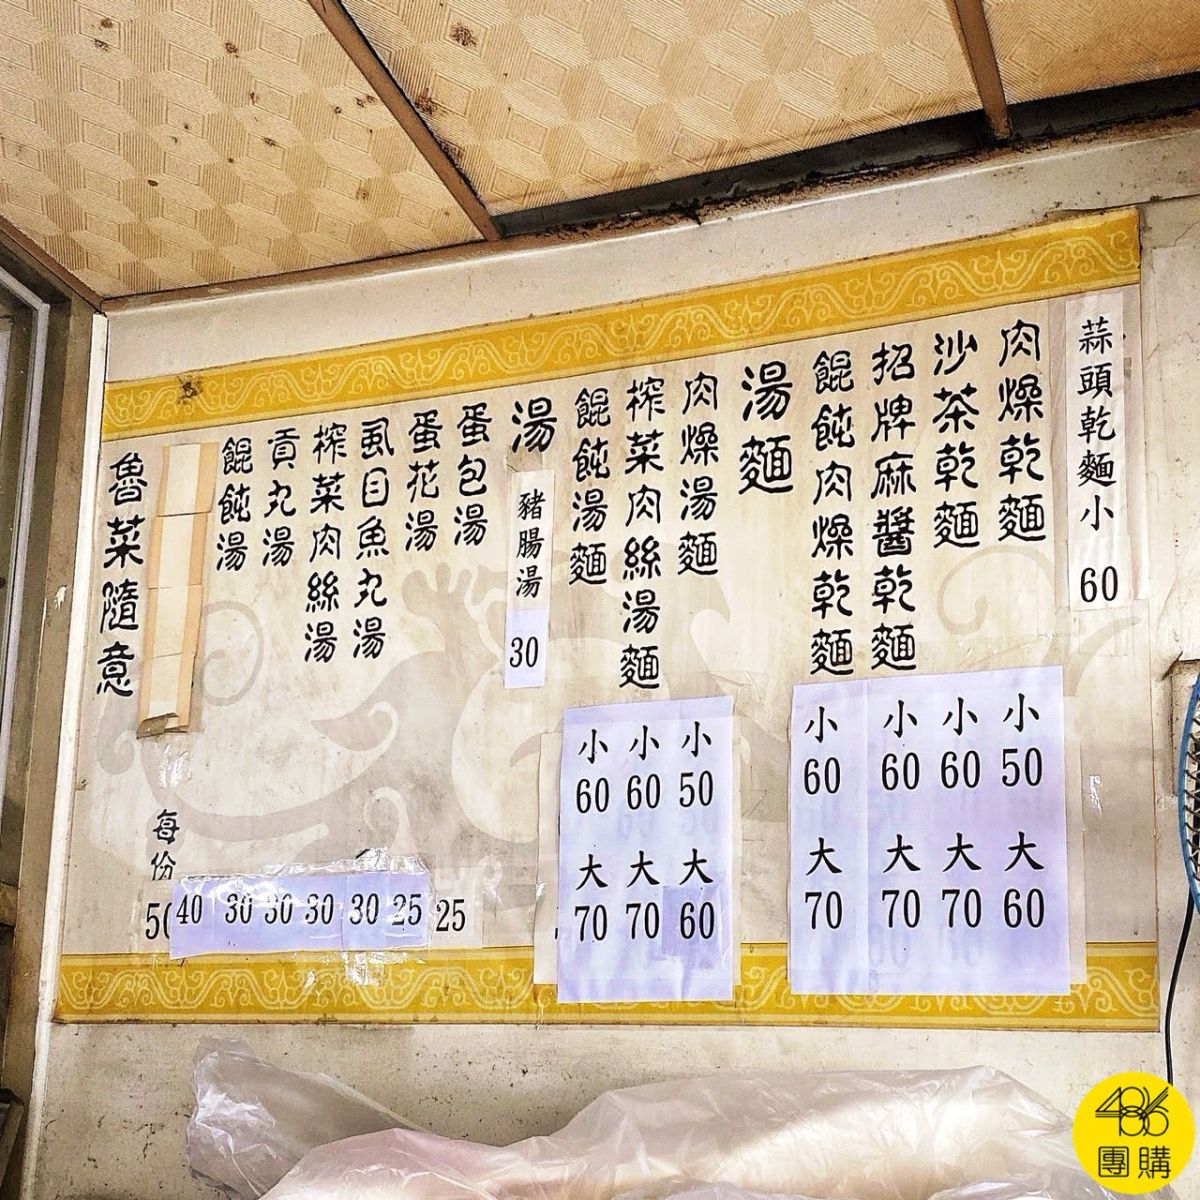 蒜頭乾麵小 60
肉燥乾麵 小 50 大 60
沙茶乾麵 小 60 大 70
招牌麻醬乾麵 小 60 大 70
餛飩肉燥乾麵 小 60 大 70
湯麵
肉燥湯麵 小 50 大 60
榨菜肉絲湯麵 小 60 大 70
餛飩湯麵 小 60 大 70
湯
豬腸湯 30
蛋包湯 25
蛋花湯 25
虱目魚丸湯 30
榨菜肉絲湯 30
貢丸湯 30
餛飩湯 30
40
每份 50
魯菜隨意
486
團購